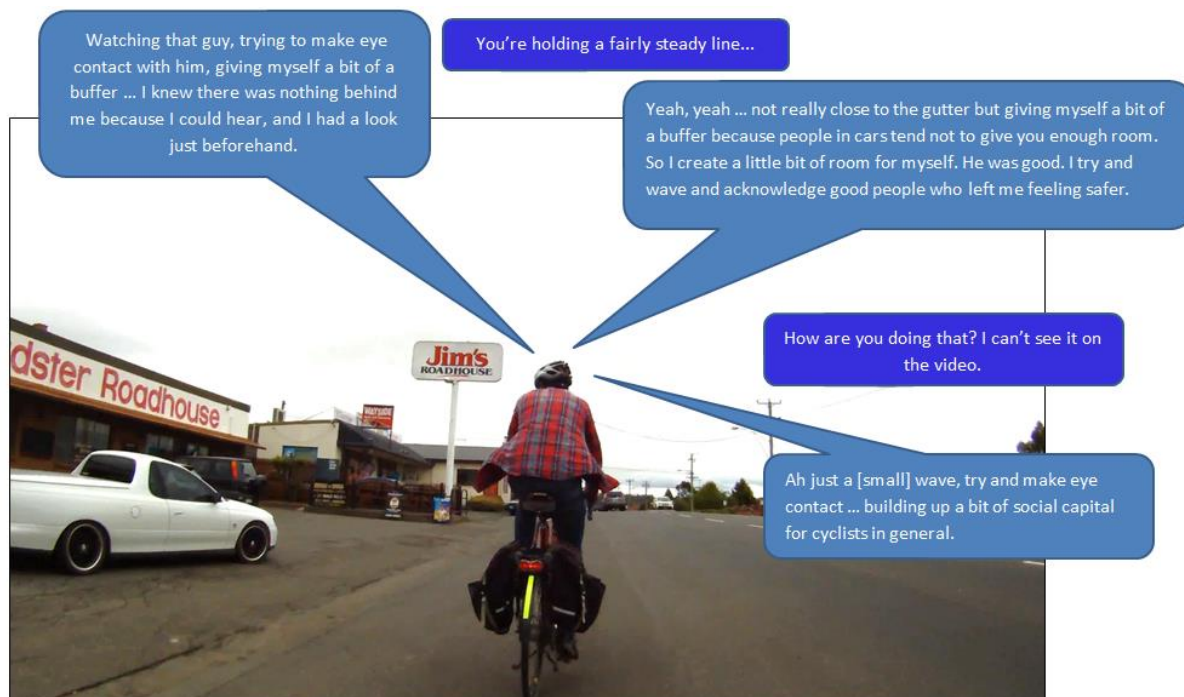 Watching that guy, trying to make eye
contact with him, giving myself a bit of a
buffer … I knew there was nothing behind
me because I could hear, and I had a look
just beforehand.
You're holding a fairly steady line...
Yeah, yeah … not really close to the gutter but giving myself a bit of
a buffer because people in cars tend not to give you enough room.
So I create a little bit of room for myself. He was good. I try and
wave and acknowledge good people who left me feeling safer.
How are you doing that? I can't see it on
the video.
Ah just a [small] wave, try and make eye
contact … building up a bit of social capital
for cyclists in general.
dster Roadhouse
Jim's
ROADHOUSE
WAYSIDE